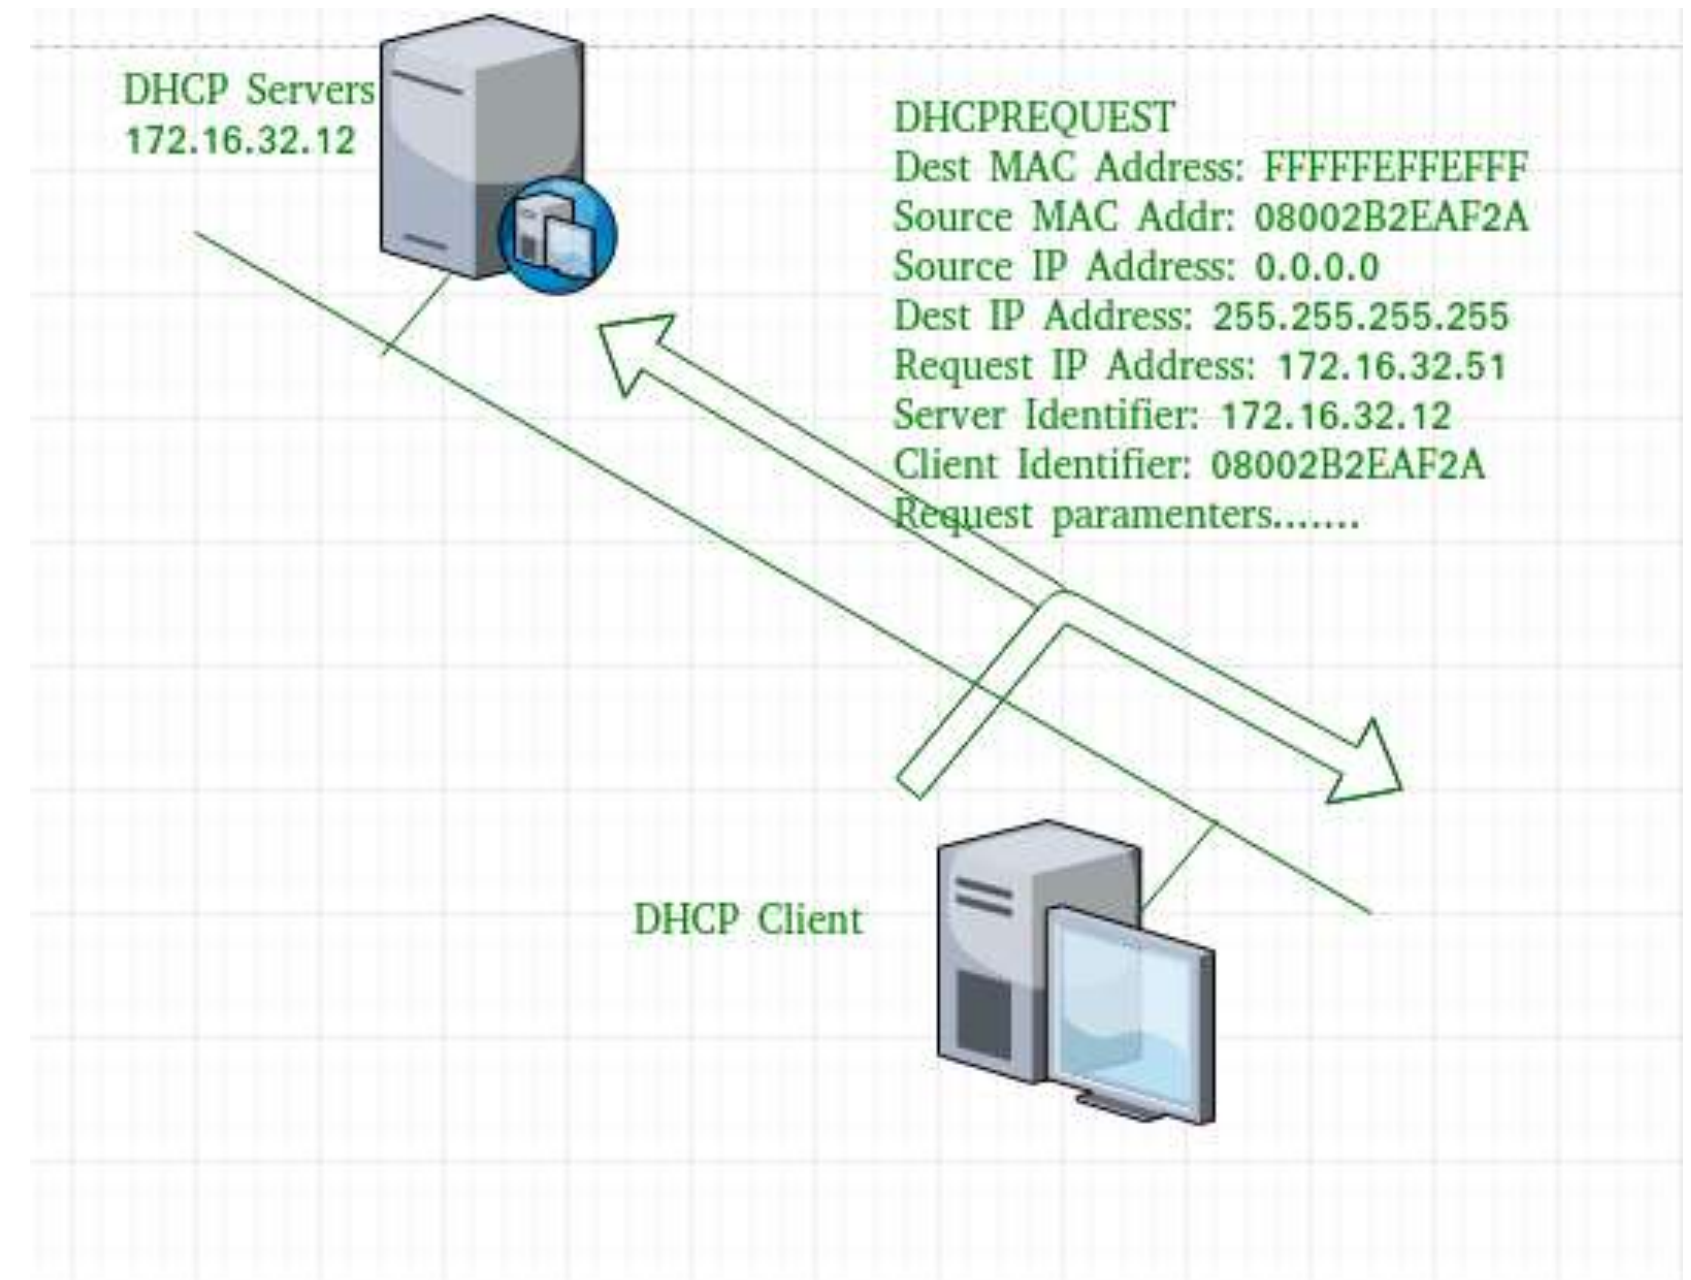 DHCP Servers
172.16.32.12
DHCPREQUEST
Dest MAC Address: FFFFFEFFEFFF
Source MAC Addr: 08002B2EAF2A
Source IP Address: 0.0.0.0
Dest IP Address: 255.255.255.255
Request IP Address: 172.16.32.51
Server Identifier: 172.16.32.12
Client Identifier: 08002B2EAF2A
Request paramenters.......
DHCP Client